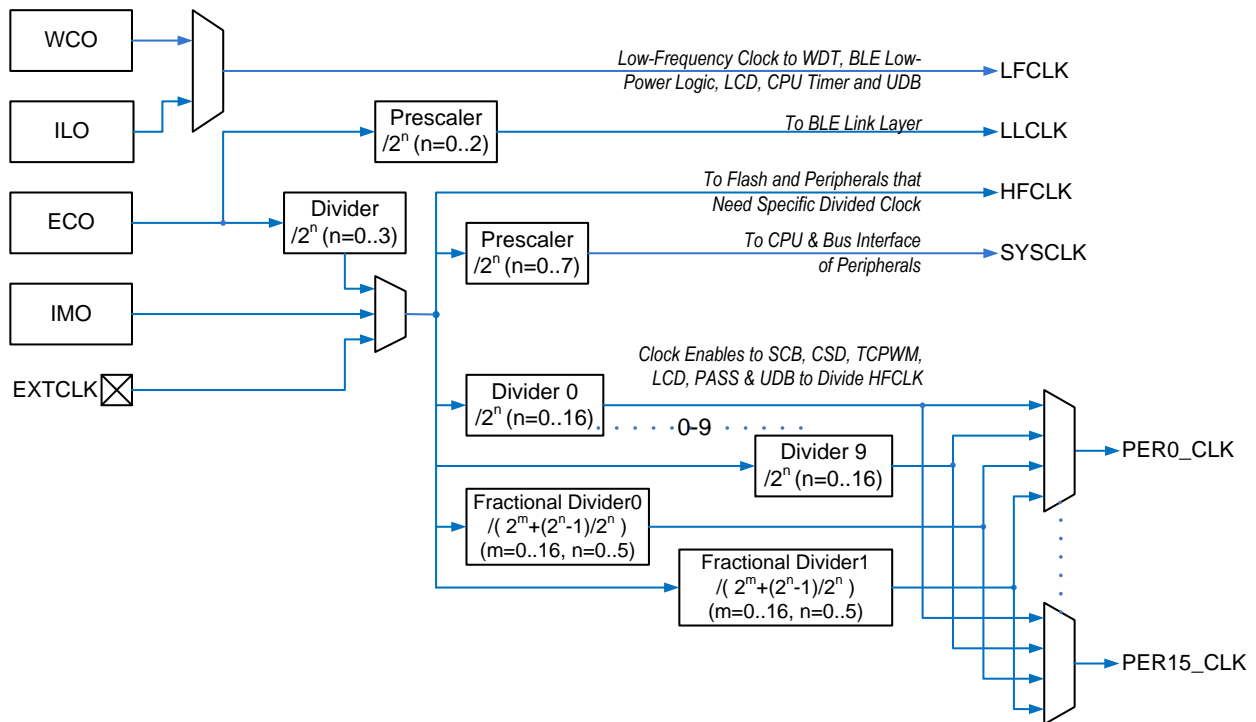 WCO
Low-Frequency Clock to WDT, BLE Low-
Power Logic, LCD, CPU Timer and UDB
LFCLK
ILO
Prescaler
/2ⁿ (n=0..2)
To BLE Link Layer
LLCLK
ECO
Divider
/2ⁿ (n=0..3)
To Flash and Peripherals that
Need Specific Divided Clock
HFCLK
Prescaler
/2ⁿ (n=0..7)
To CPU & Bus Interface
of Peripherals
SYSCLK
IMO
EXTCLK
Clock Enables to SCB, CSD, TCPWM,
LCD, PASS & UDB to Divide HFCLK
Divider 0
/2ⁿ (n=0..16)
0-9
Divider 9
/2ⁿ (n=0..16)
PER0_CLK
Fractional Divider0
/( 2ᵐ+(2ⁿ-1)/2ⁿ )
(m=0..16, n=0..5)
Fractional Divider1
/( 2ᵐ+(2ⁿ-1)/2ⁿ )
(m=0..16, n=0..5)
PER15_CLK